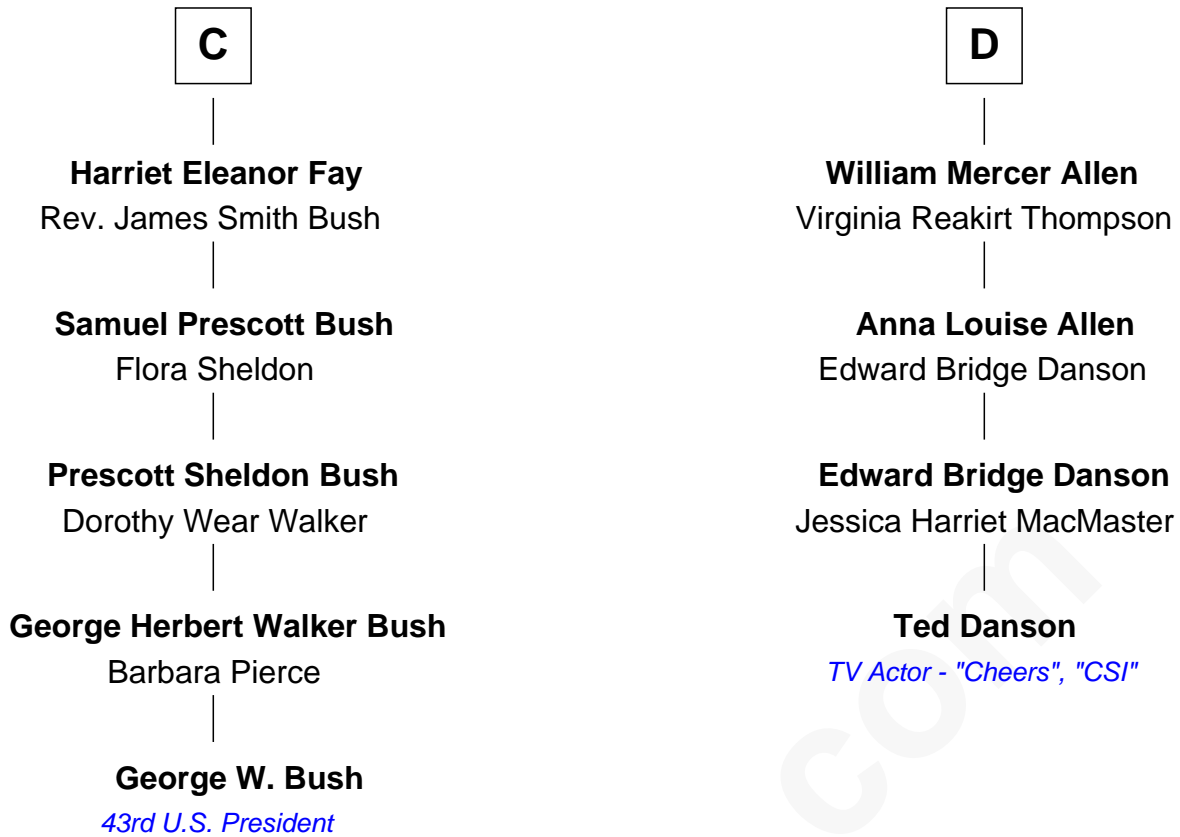 C
Harriet Eleanor Fay
Rev. James Smith Bush
Samuel Prescott Bush
Flora Sheldon
Prescott Sheldon Bush
Dorothy Wear Walker
George Herbert Walker Bush
Barbara Pierce
George W. Bush
43rd U.S. President
D
William Mercer Allen
Virginia Reakirt Thompson
Anna Louise Allen
Edward Bridge Danson
Edward Bridge Danson
Jessica Harriet MacMaster
Ted Danson
TV Actor - "Cheers", "CSI"
com